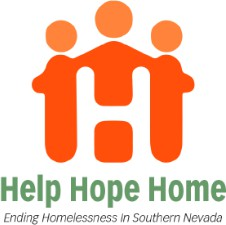 H
Help Hope Home
Ending Homelessness in Southern Nevada